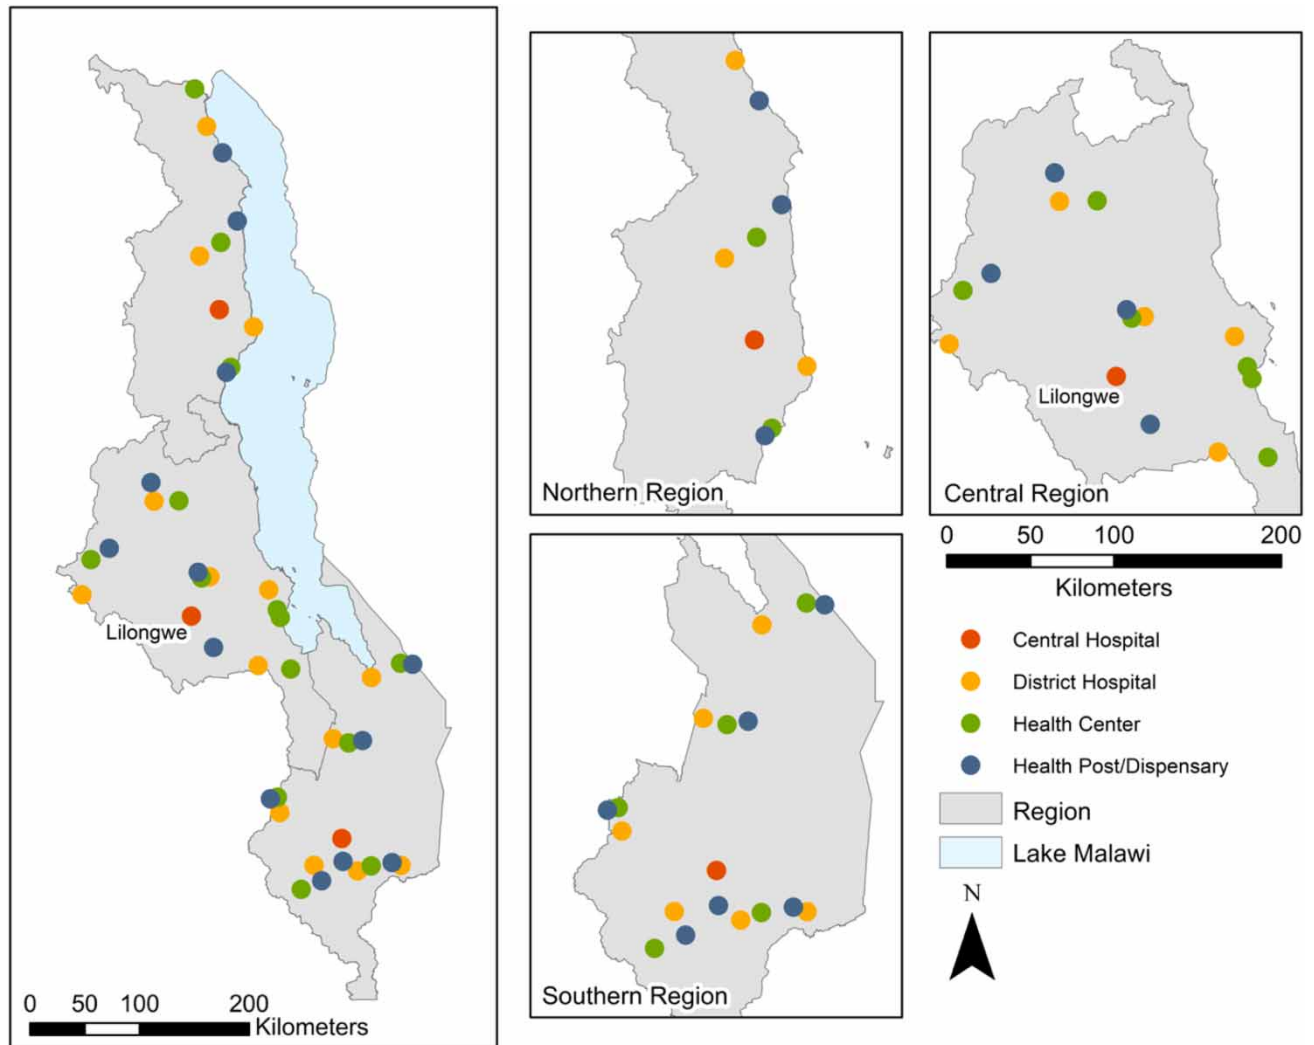 Lilongwe
0 50 100 200
Kilometers
Northern Region
Lilongwe
Central Region
0 50 100 200
Kilometers
Southern Region
Central Hospital
District Hospital
Health Center
Health Post/Dispensary
Region
Lake Malawi
N